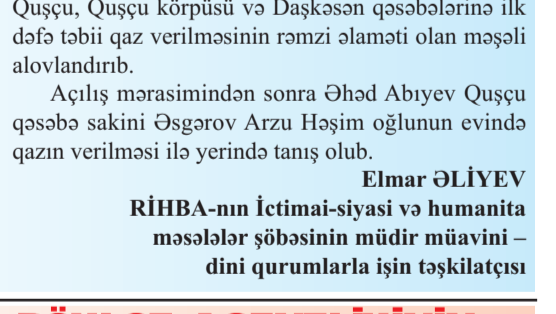 Quşçu, Quşçu körpüsü və Daşkəsən qəsəbələrinə ilk
dəfə təbii qaz verilməsinin rəmzi əlaməti olan məşəli
alovlandırıb.
Açılış mərasimindən sonra Əhəd Abıyev Quşçu
qəsəbə sakini Əsgərov Arzu Həşim oğlunun evində
qazın verilməsi ilə yerində tanış olub.
Elmar ƏLİYEV
RİHBA-nın İctimai-siyasi və humanita
məsələlər şöbəsinin müdir müavini –
dini qurumlarla işin təşkilatçısı